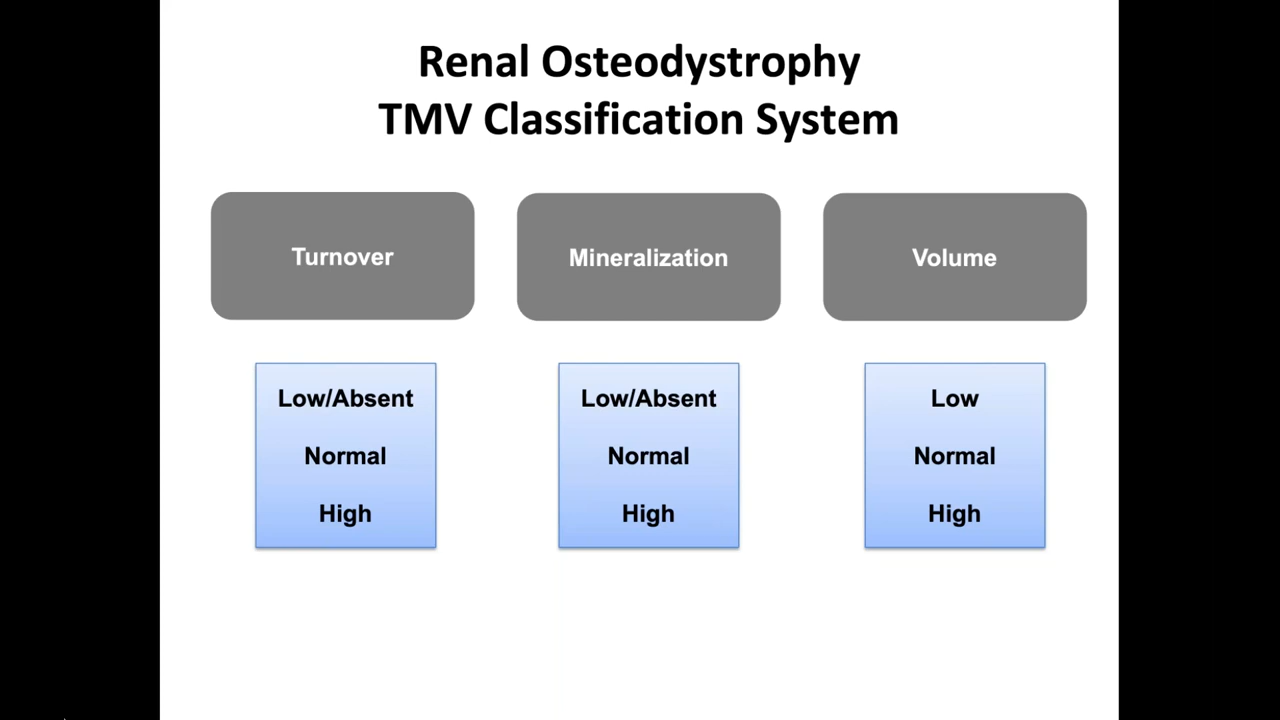 Renal Osteodystrophy
TMV Classification System
Turnover
Mineralization
Volume
Low/Absent
Normal
High
Low/Absent
Normal
High
Low
Normal
High